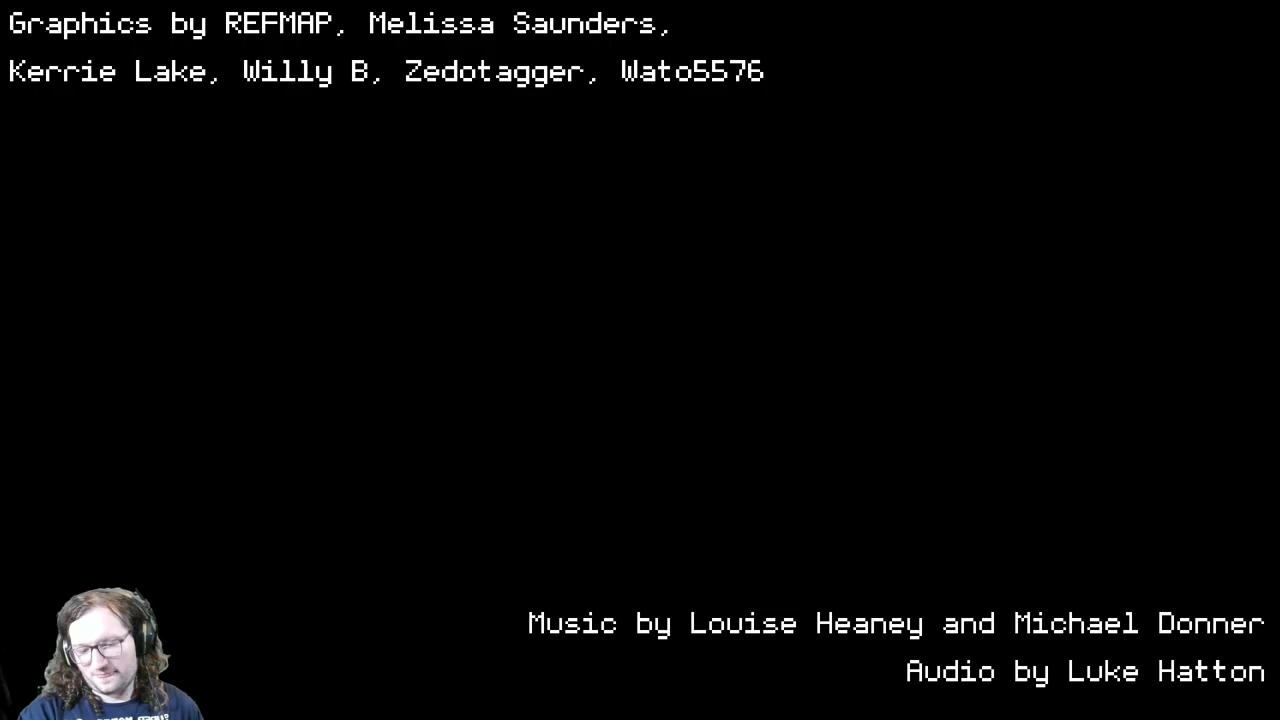 Graphics by REFMAP, Melissa Saunders,
Kerrie Lake, Willy B, Zedotagger, Wato5576
Music by Louise Heaney and Michael Donner
Audio by Luke Hatton